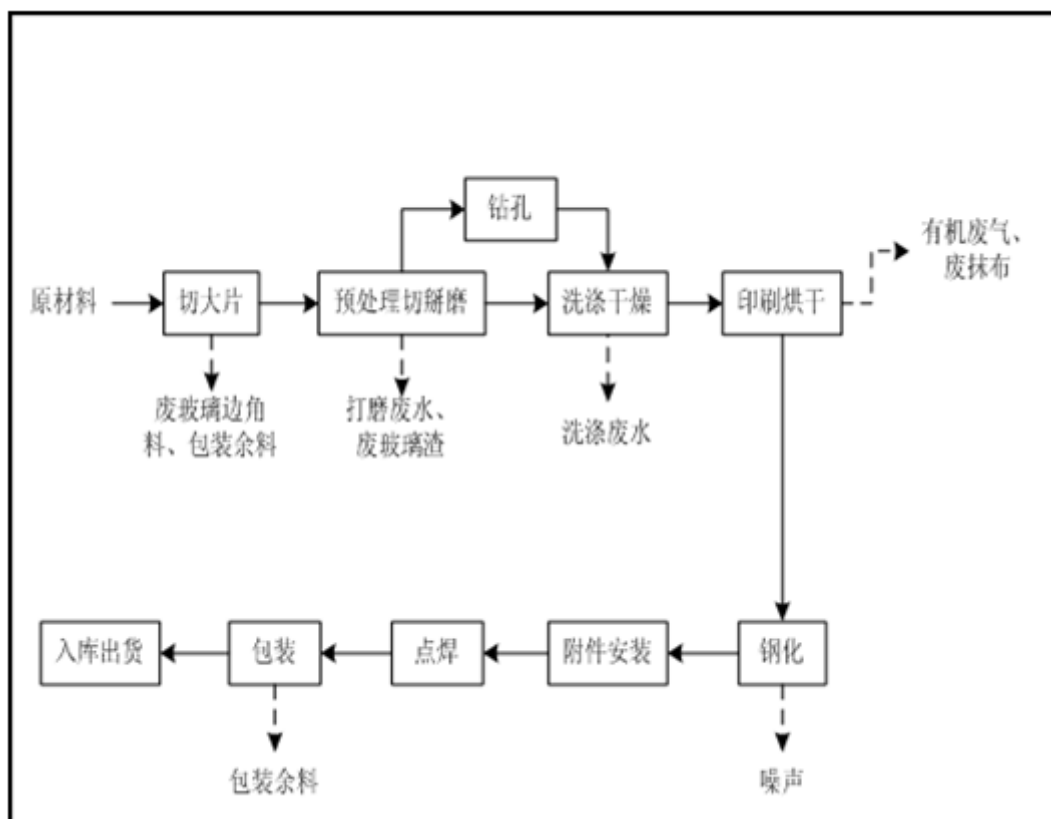 钻孔
有机废气、
废抹布
原材料
切大片
预处理切掰磨
洗涤干燥
印刷烘干
废玻璃边角
料、包装余料
打磨废水、
废玻璃渣
洗涤废水
入库出货
包装
点焊
附件安装
钢化
包装余料
噪声